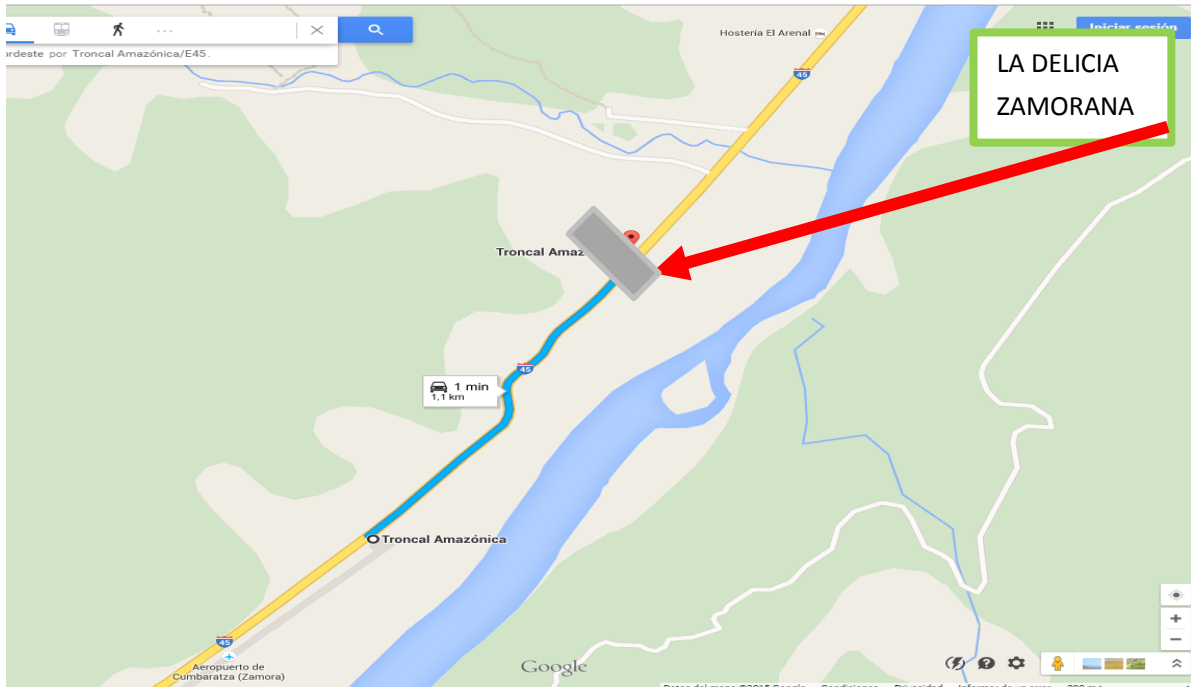 Iniciar sesión
ordeste por Troncal Amazónica/E45.
Hostería El Arenal
LA DELICIA
ZAMORANA
45
Troncal Amaz
45
1 min
1,1 km
Troncal Amazónica
45
Aeropuerto de
Cumbaratza (Zamora)
Google